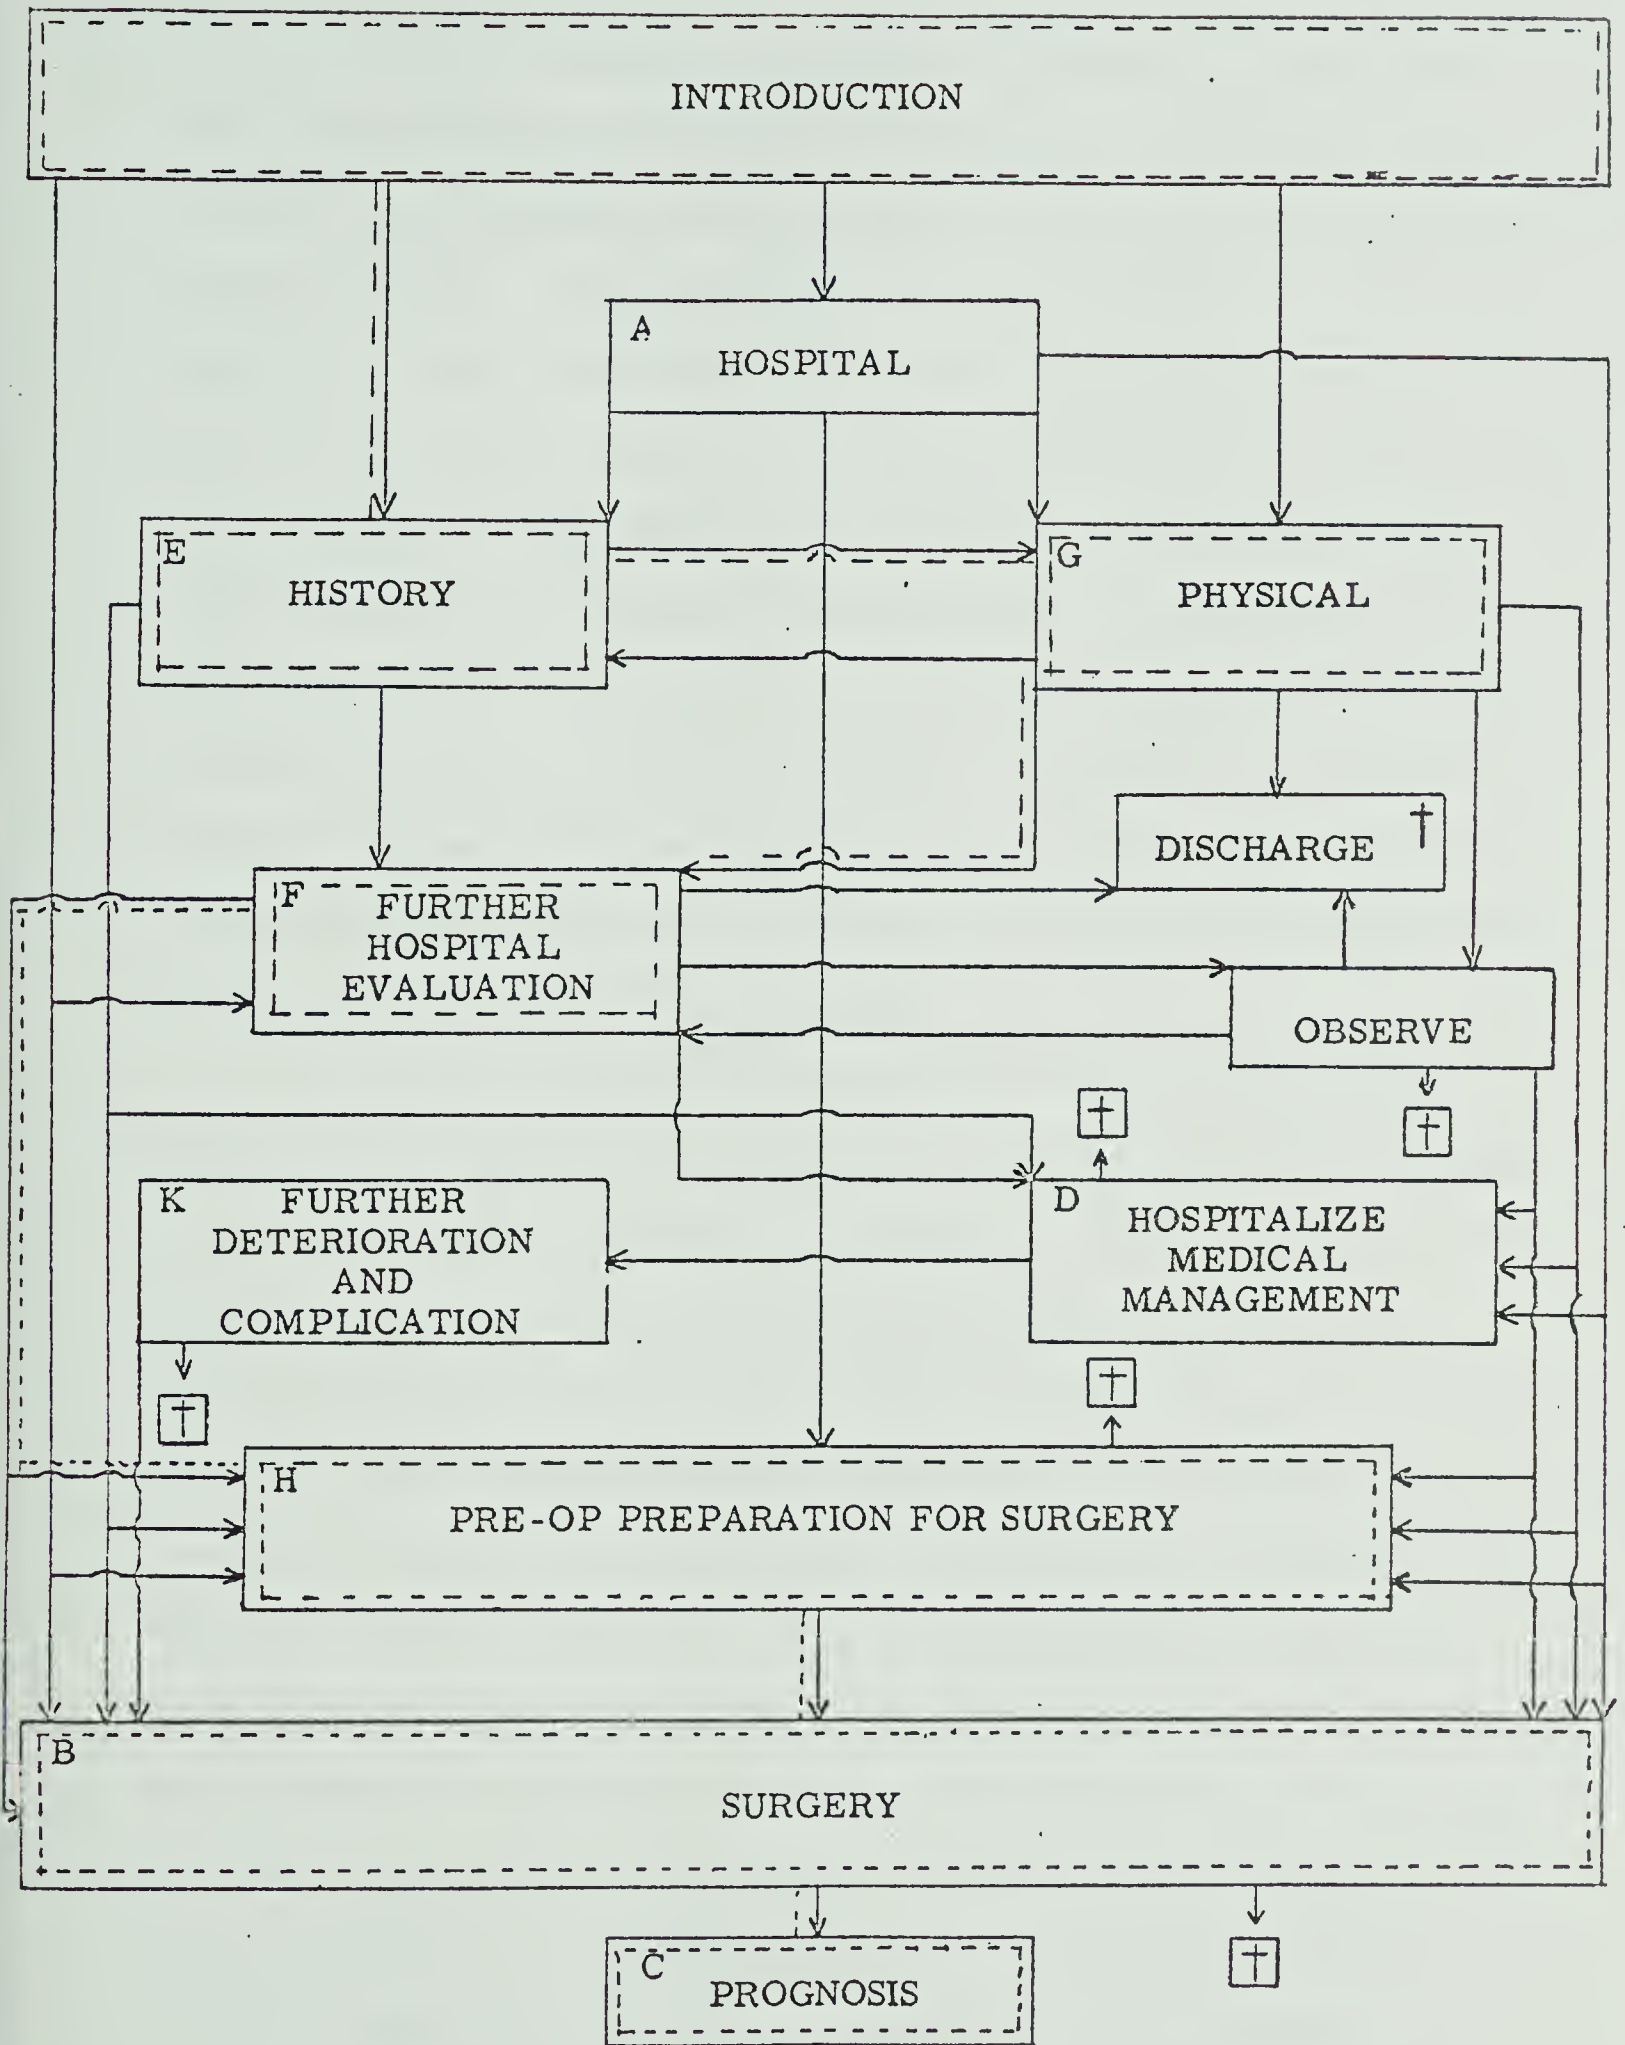 INTRODUCTION
A
HOSPITAL
E
HISTORY
G
PHYSICAL
DISCHARGE †
F
FURTHER
HOSPITAL
EVALUATION
OBSERVE
†
†
K
FURTHER
DETERIORATION
AND
COMPLICATION
D
HOSPITALIZE
MEDICAL
MANAGEMENT
†
†
H
PRE-OP PREPARATION FOR SURGERY
B
SURGERY
C
PROGNOSIS
†